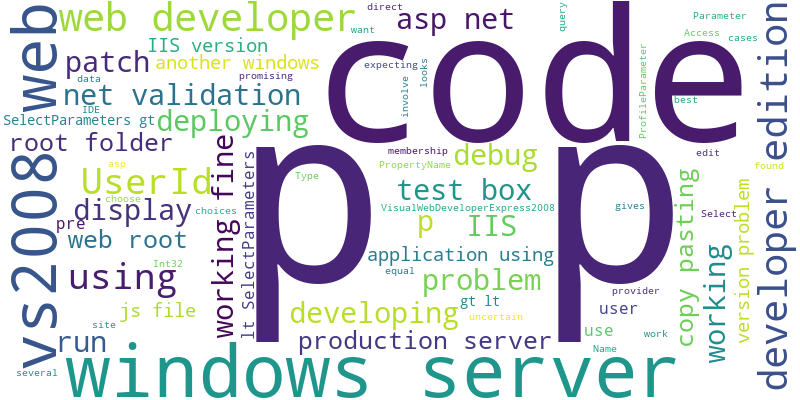 web developer
direct
asp net
query
Parameter
want
IIS version
Access
cases
patch
another windows
code
expecting
looks
promising
data
involve
ProfileParameter
net validation
best
IDE
SelectParameters gt
deploying
web
root folder
edit
developer edition
membership
asp
PropertyName
debug
UserId
Type
test box
choose
working fine
display
choices
p p
VisualWebDeveloperExpress2008
gives
Select
pre
p
IIS
web root
application using
Int32
equal
using
problem
provider
vs2008
lt SelectParameters
copy pasting
working
version problem
js file
developing
gt lt
user
uncertain
site
run
production server
use
work
Name
windows server
several
found